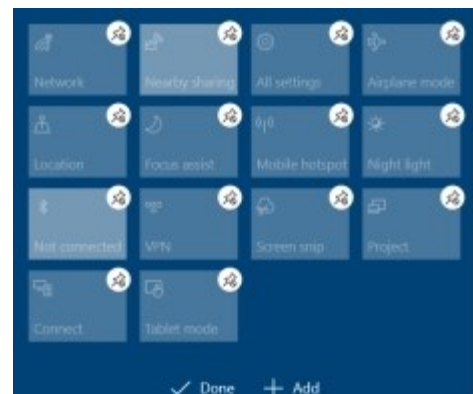 Network Nearby sharing All settings Airplane mode
Location Focus assist Mobile hotspot Night light
Not connected VPN Screen snip Project
Connect Tablet mode
Done Add